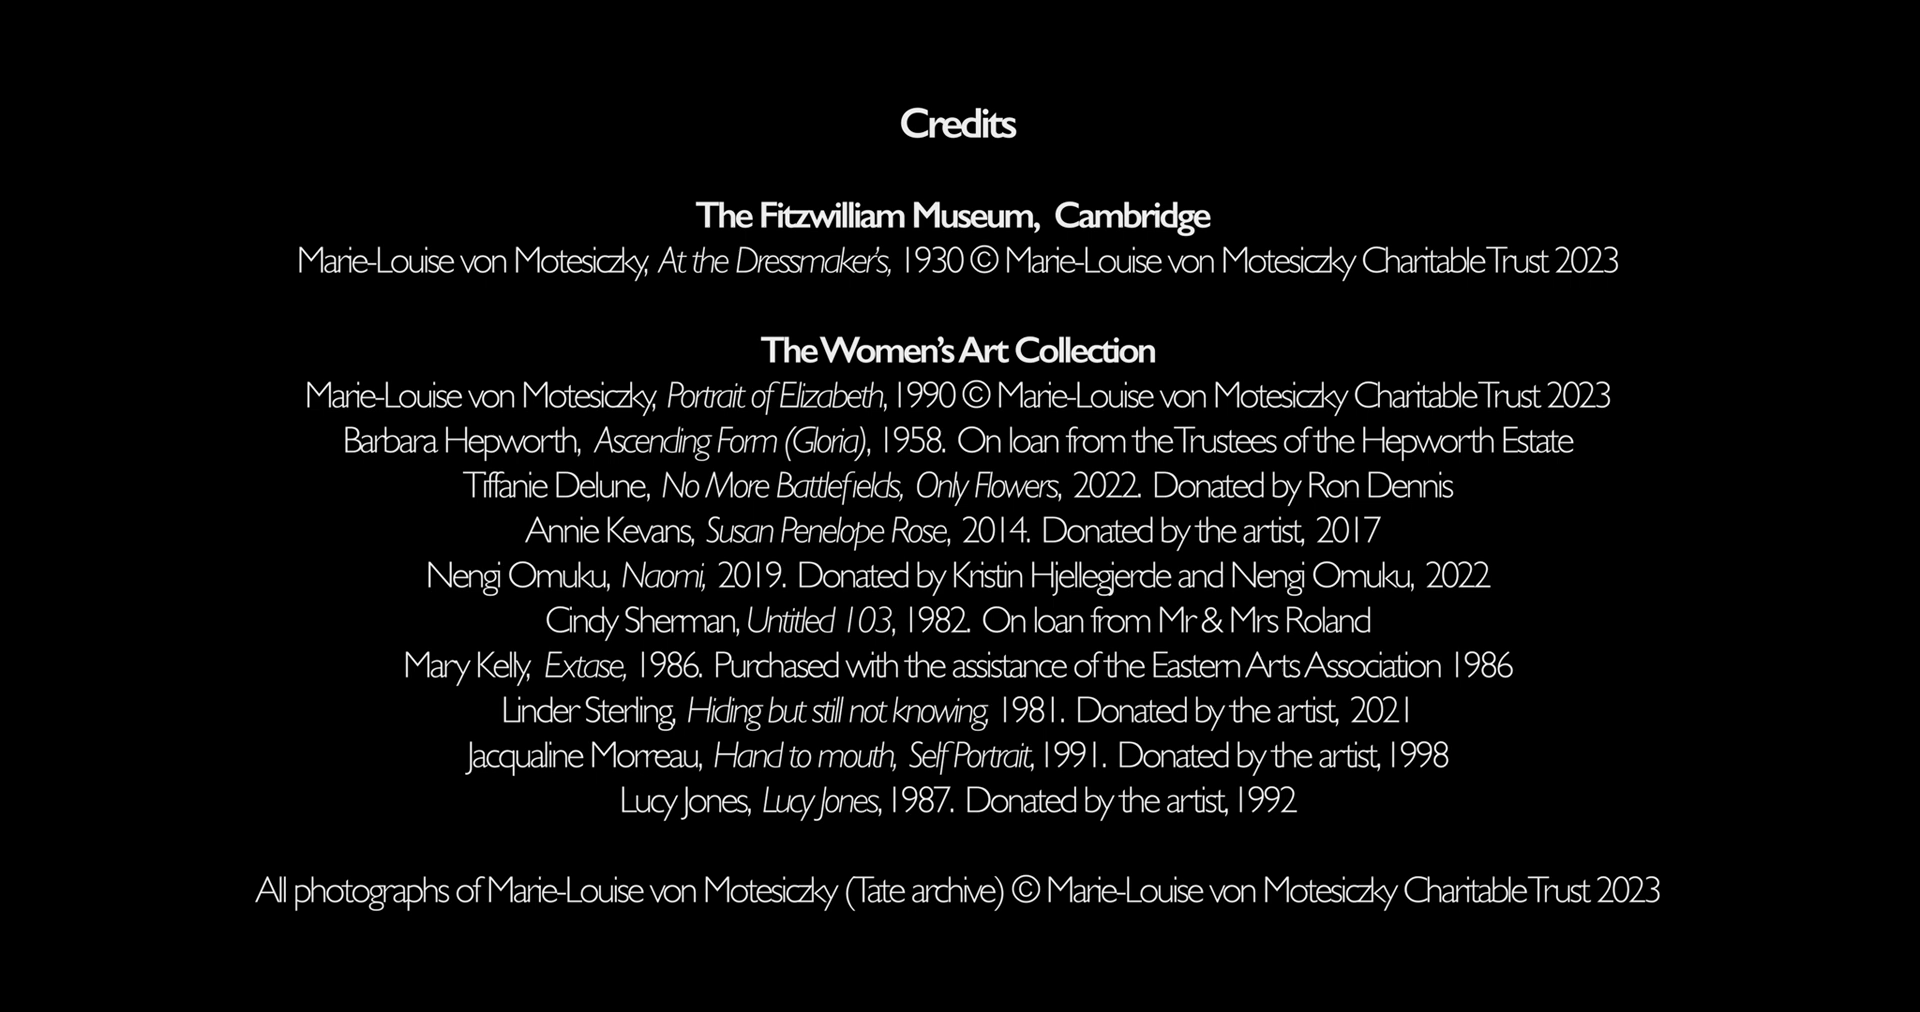 Credits
The Fitzwilliam Museum, Cambridge
Marie-Louise von Motesiczky, At the Dressmaker's, 1930 © Marie-Louise von Motesiczky Charitable Trust 2023
The Women's Art Collection
Marie-Louise von Motesiczky, Portrait of Elizabeth, 1990 © Marie-Louise von Motesiczky Charitable Trust 2023
Barbara Hepworth, Ascending Form (Gloria), 1958. On loan from the Trustees of the Hepworth Estate
Tiffanie Delune, No More Battlefields, Only Flowers, 2022. Donated by Ron Dennis
Annie Kevans, Susan Penelope Rose, 2014. Donated by the artist, 2017
Nengi Omuku, Naomi, 2019. Donated by Kristin Hjellegjerde and Nengi Omuku, 2022
Cindy Sherman, Untitled 103, 1982. On loan from Mr & Mrs Roland
Mary Kelly, Extase, 1986. Purchased with the assistance of the Eastern Arts Association 1986
Linder Sterling, Hiding but still not knowing, 1981. Donated by the artist, 2021
Jacqualine Morreau, Hand to mouth, Self Portrait, 1991. Donated by the artist, 1998
Lucy Jones, Lucy Jones, 1987. Donated by the artist, 1992
All photographs of Marie-Louise von Motesiczky (Tate archive) © Marie-Louise von Motesiczky Charitable Trust 2023